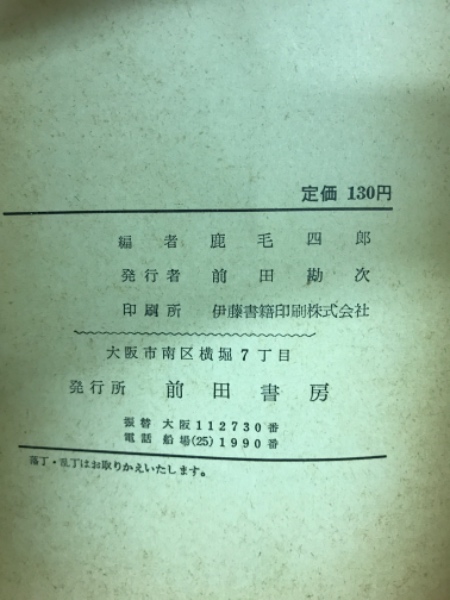 定価 130円
編者 鹿毛四郎
発行者 前田勘次
印刷所 伊藤書籍印刷株式会社
大阪市南区横堀7丁目
発行所 前田書房
振替 大阪112730番
電話 船場(25)1990番
落丁・乱丁はお取りかえいたします。